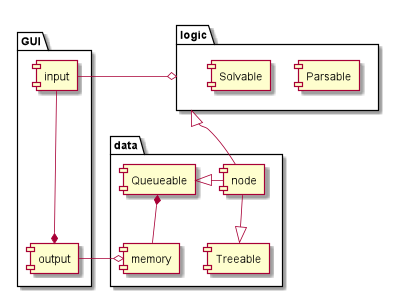 GUI
logic
input
Solvable
Parsable
data
Queueable
node
output
memory
Treeable